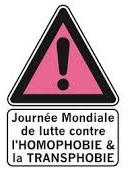 Journée Mondiale
de lutte contre
l'HOMOPHOBIE &
la TRANSPHOBIE